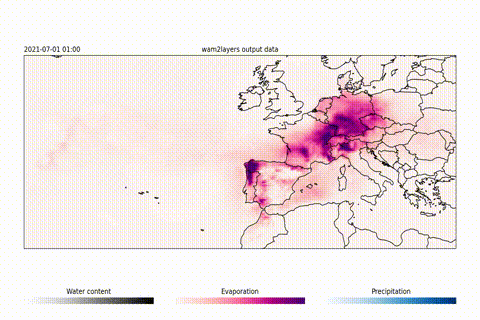 2021-07-01 01:00
wam2layers output data
Water content
Evaporation
Precipitation